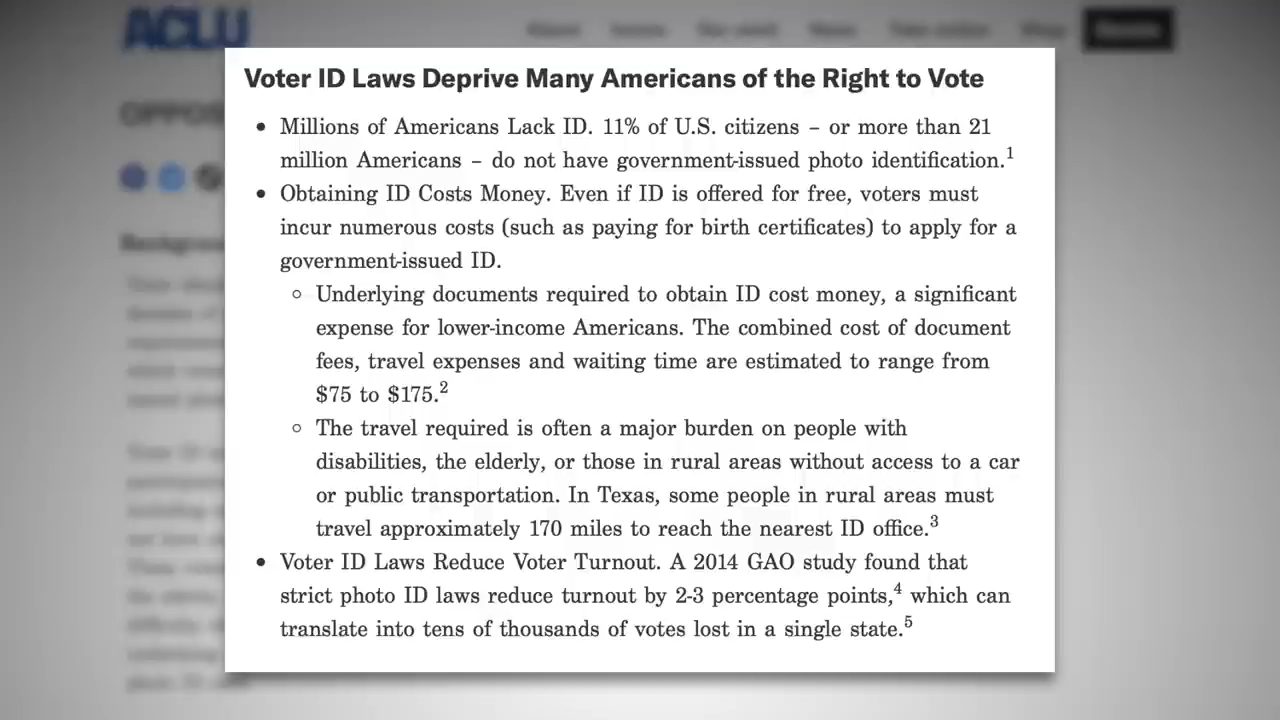 ACLU
Voter ID Laws Deprive Many Americans of the Right to Vote
• Millions of Americans Lack ID. 11% of U.S. citizens – or more than 21
million Americans – do not have government-issued photo identification.1
• Obtaining ID Costs Money. Even if ID is offered for free, voters must
incur numerous costs (such as paying for birth certificates) to apply for a
government-issued ID.
◦ Underlying documents required to obtain ID cost money, a significant
expense for lower-income Americans. The combined cost of document
fees, travel expenses and waiting time are estimated to range from
$75 to $175.2
◦ The travel required is often a major burden on people with
disabilities, the elderly, or those in rural areas without access to a car
or public transportation. In Texas, some people in rural areas must
travel approximately 170 miles to reach the nearest ID office.3
• Voter ID Laws Reduce Voter Turnout. A 2014 GAO study found that
strict photo ID laws reduce turnout by 2-3 percentage points,4 which can
translate into tens of thousands of votes lost in a single state.5